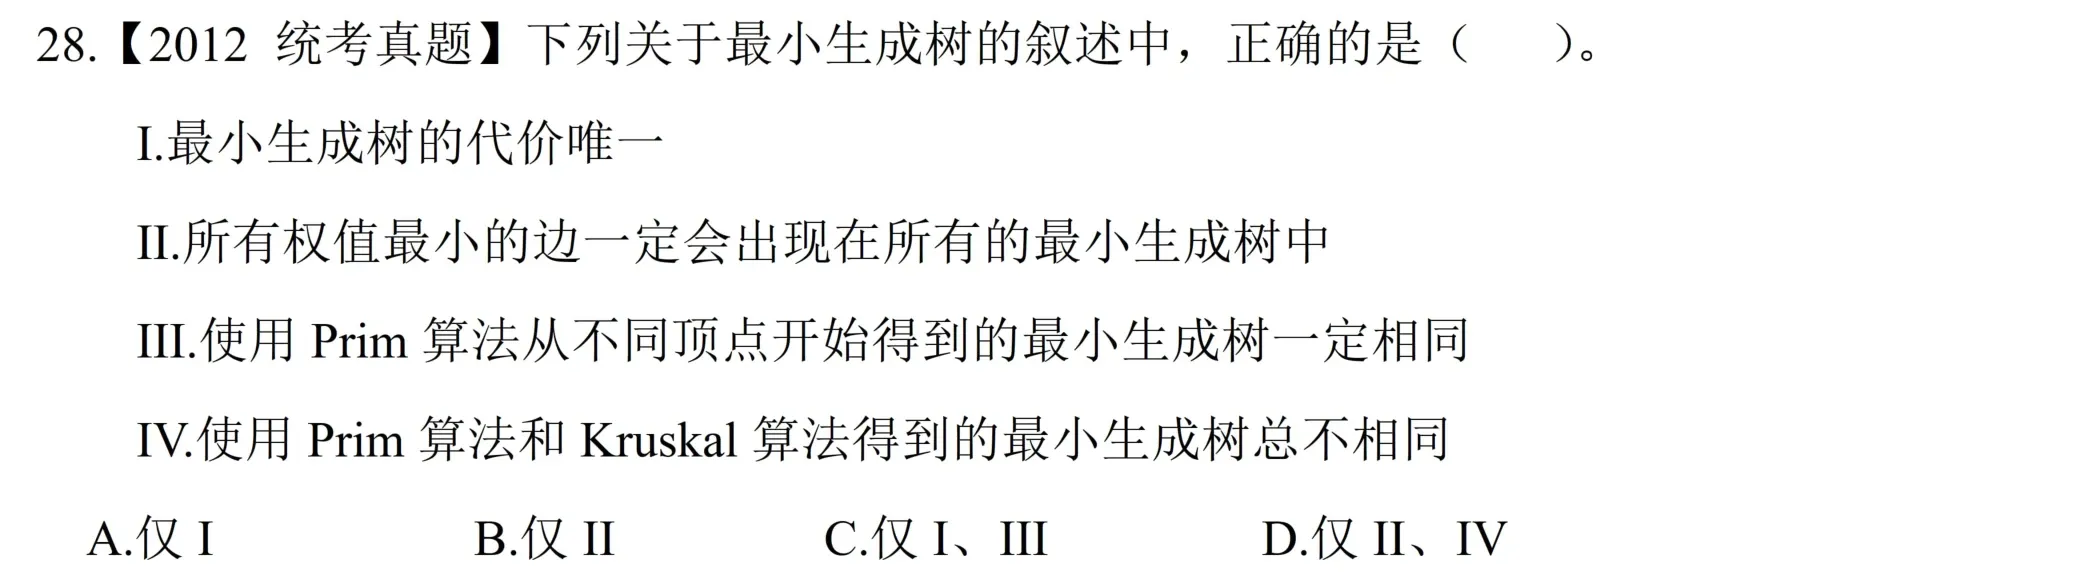 28.【2012 统考真题】下列关于最小生成树的叙述中，正确的是（  ）。
I.最小生成树的代价唯一
II.所有权值最小的边一定会出现在所有的最小生成树中
III.使用 Prim 算法从不同顶点开始得到的最小生成树一定相同
IV.使用 Prim 算法和 Kruskal 算法得到的最小生成树总不相同
A.仅 I B.仅 II C.仅 I、III D.仅 II、IV